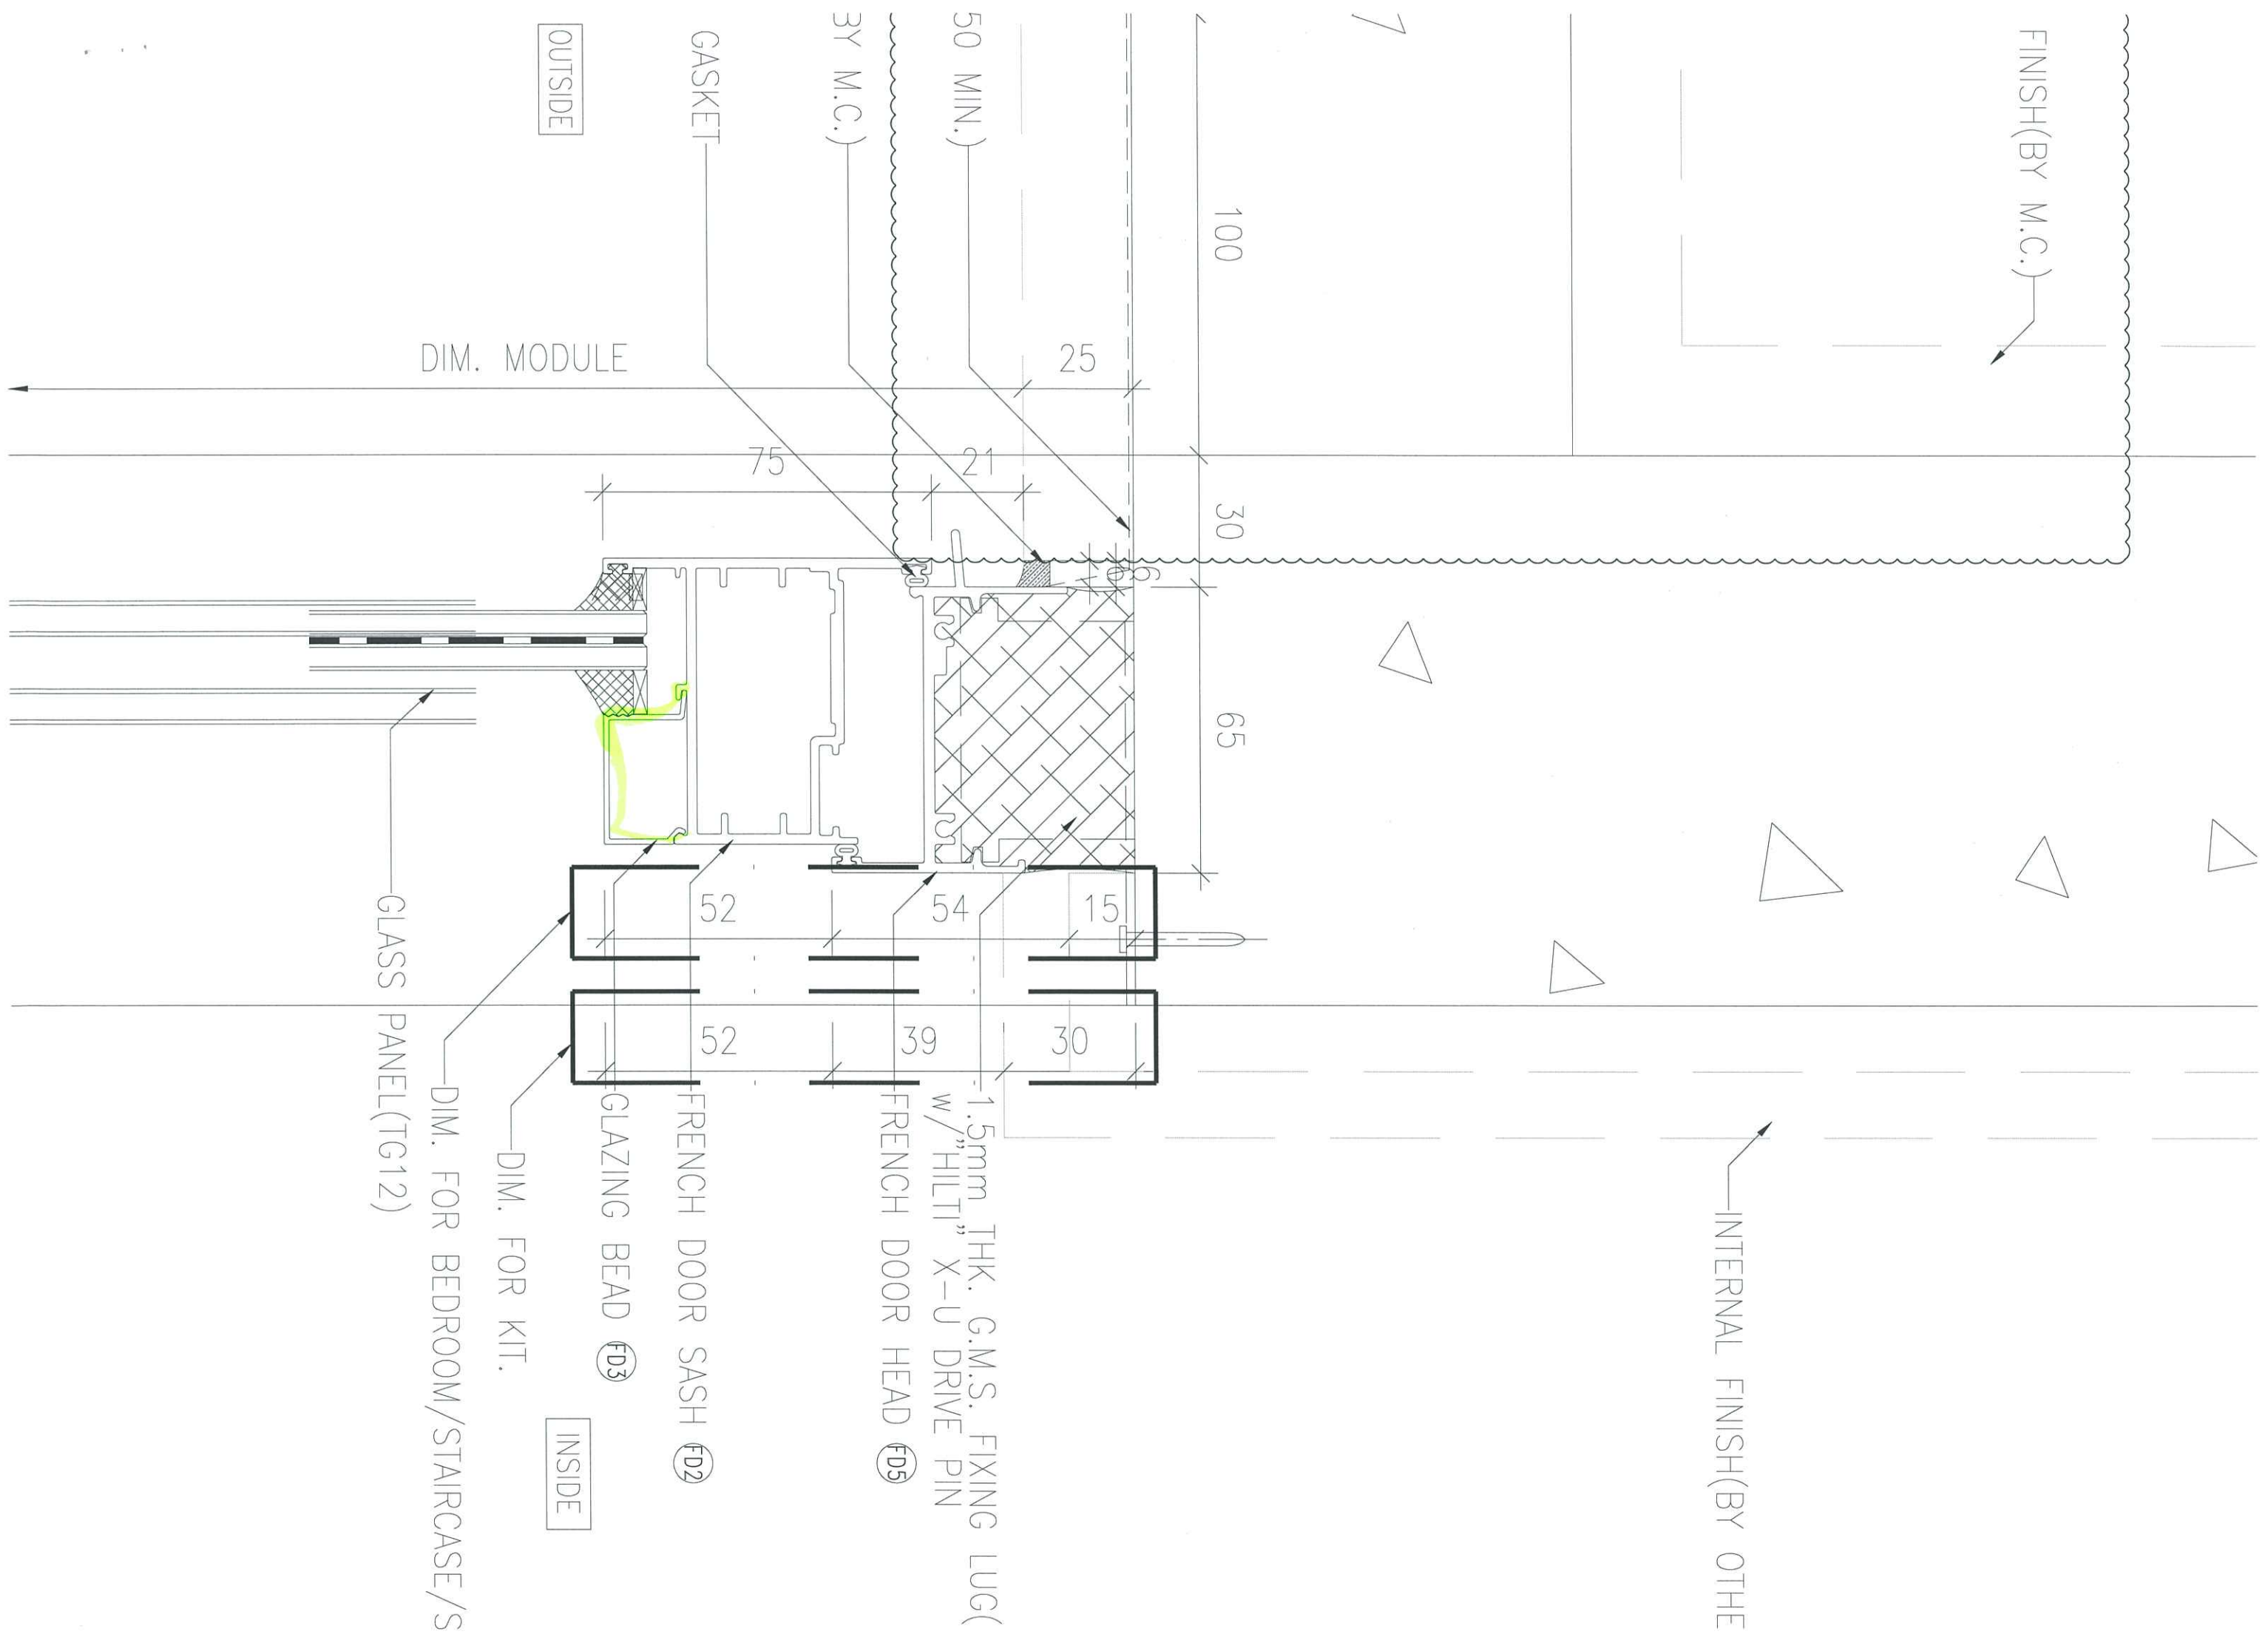 FINISH(BY M.C.)
50 MIN.)
BY M.C.)
GASKET
OUTSIDE
100
30
65
DIM. MODULE
25
75
21
6
52
54
15
52
39
30
GLASS PANEL(TG12)
DIM. FOR BEDROOM/STAIRCASE/S
DIM. FOR KIT.
GLAZING BEAD FD3
FRENCH DOOR SASH FD2
FRENCH DOOR HEAD FD5
1.5mm THK. G.M.S. FIXING LUG(
W/"HILTI" X-U DRIVE PIN
INSIDE
INTERNAL FINISH(BY OTHE